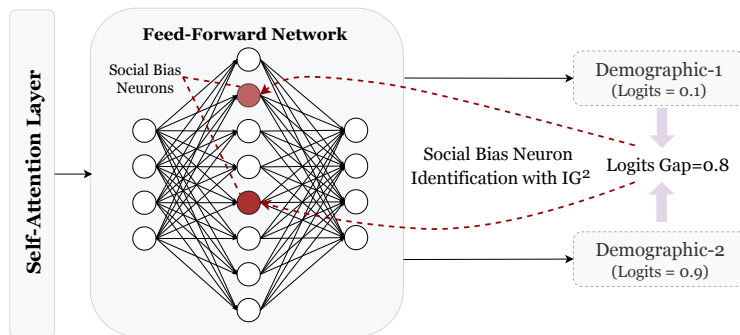 Self-Attention Layer
Feed-Forward Network
Social Bias
Neurons
Demographic-1
(Logits = 0.1)
Social Bias Neuron
Identification with IG²
Logits Gap=0.8
Demographic-2
(Logits = 0.9)